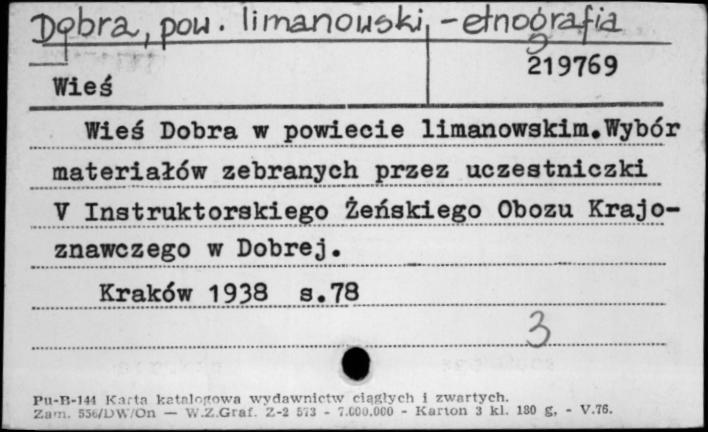 Dobra, pow. limanowski, - etnografia
219769
Wieś
Wieś Dobra w powiecie limanowskim.Wybór
materiałów zebranych przez uczestniczki
V Instruktorskiego Żeńskiego Obozu Krajo-
znawczego w Dobrej.
Kraków 1938 s.78
3
Pu-B-144 Karta katalogowa wydawnictw ciągłych i zwartych.
Zam. 556/DW/On — W.Z.Graf. Z-2 573 - 7.000.000 - Karton 3 kl. 180 g, - V.76.